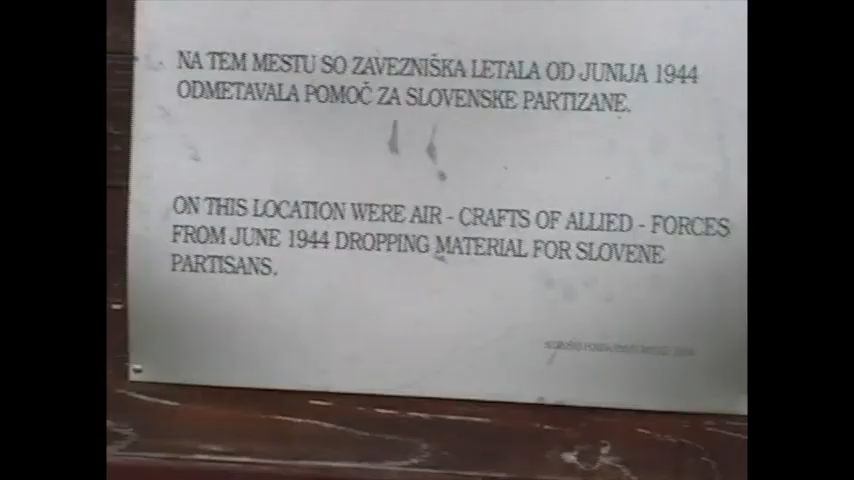 NA TEM MESTU SO ZAVEZNIŠKA LETALA OD JUNIJA 1944
ODMETAVALA POMOČ ZA SLOVENSKE PARTIZANE.
ON THIS LOCATION WERE AIR - CRAFTS OF ALLIED - FORCES
FROM JUNE 1944 DROPPING MATERIAL FOR SLOVENE
PARTISANS.